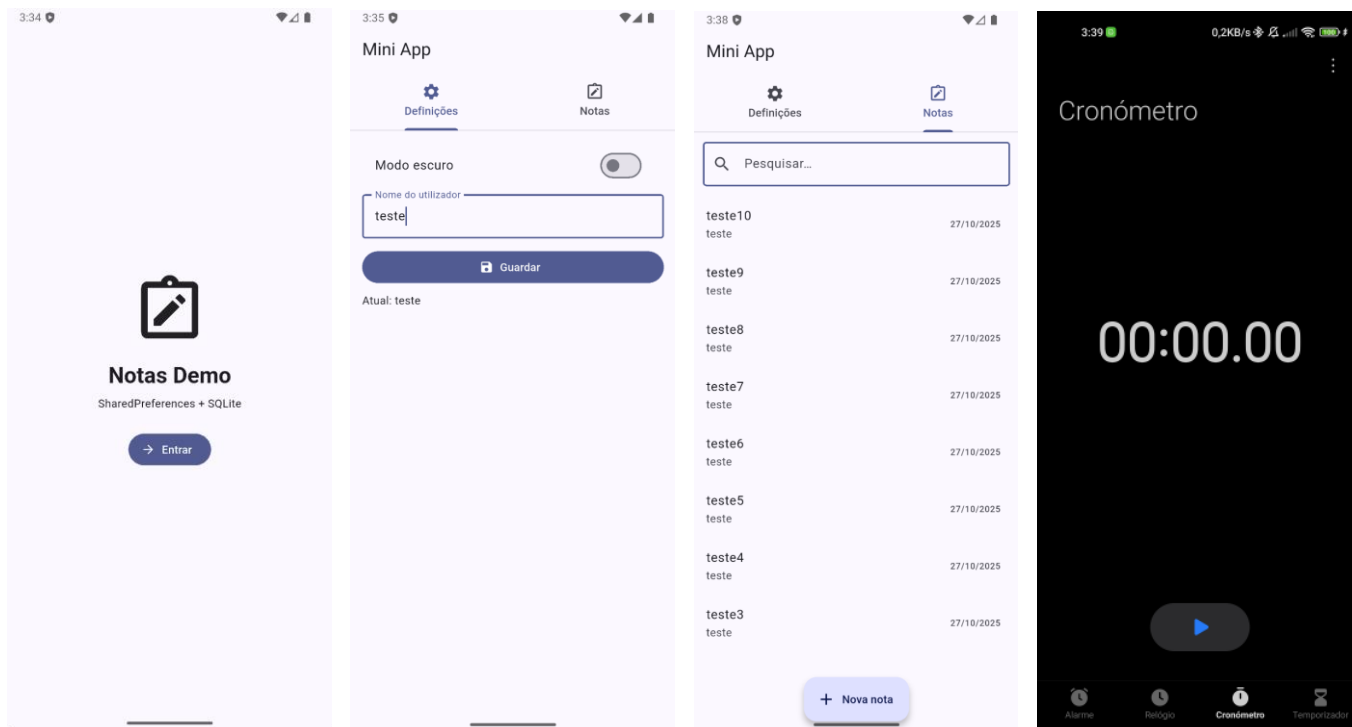 3:34
Notas Demo
SharedPreferences + SQLite
Entrar
3:35
Mini App
Definições
Notas
Modo escuro
Nome do utilizador
teste
Guardar
Atual: teste
3:38
Mini App
Definições
Notas
Pesquisar...
teste10
teste
27/10/2025
teste9
teste
27/10/2025
teste8
teste
27/10/2025
teste7
teste
27/10/2025
teste6
teste
27/10/2025
teste5
teste
27/10/2025
teste4
teste
27/10/2025
teste3
teste
27/10/2025
+ Nova nota
3:39
0,2KB/s
100
Cronómetro
00:00.00
Alarme
Relógio
Cronómetro
Temporizador